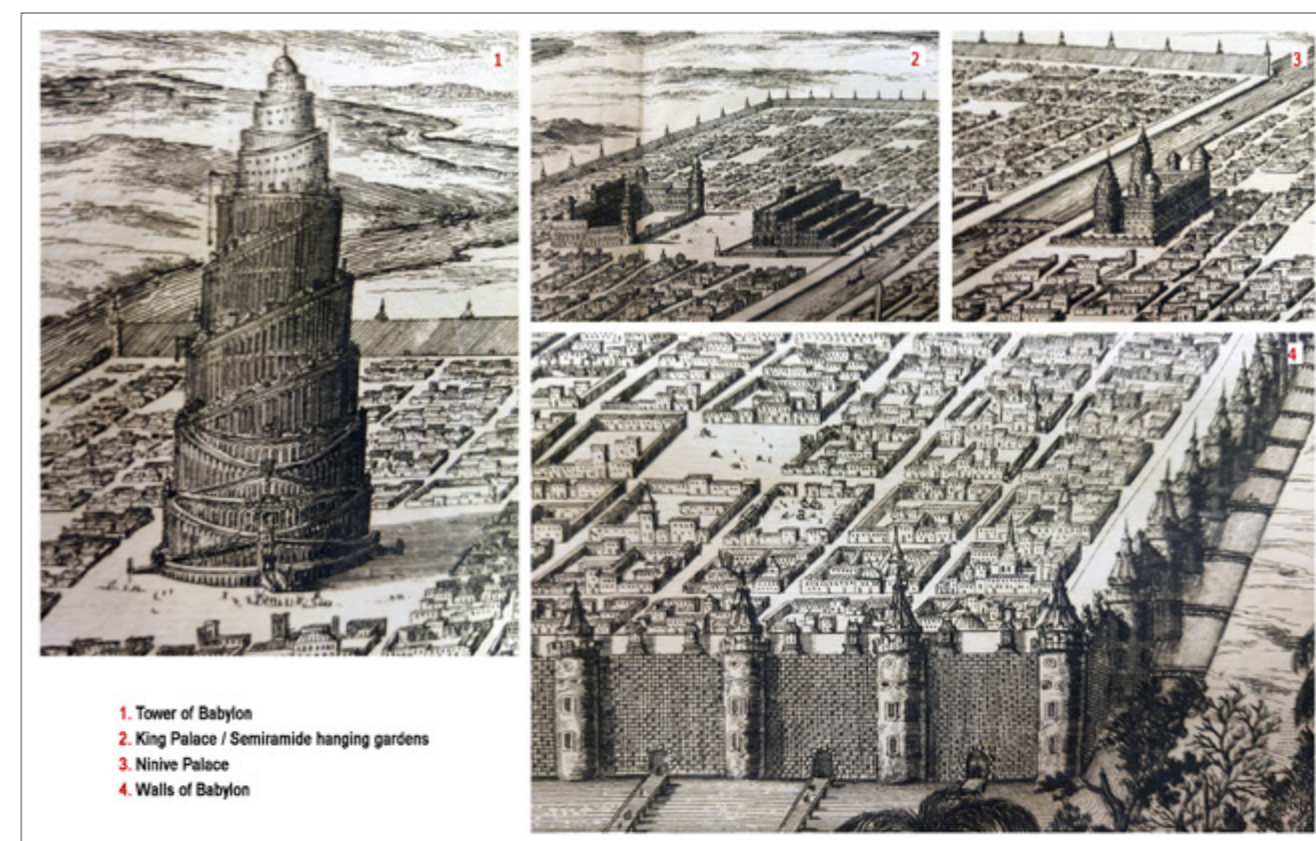 1
2
3
4
1. Tower of Babylon
2. King Palace / Semiramide hanging gardens
3. Ninive Palace
4. Walls of Babylon